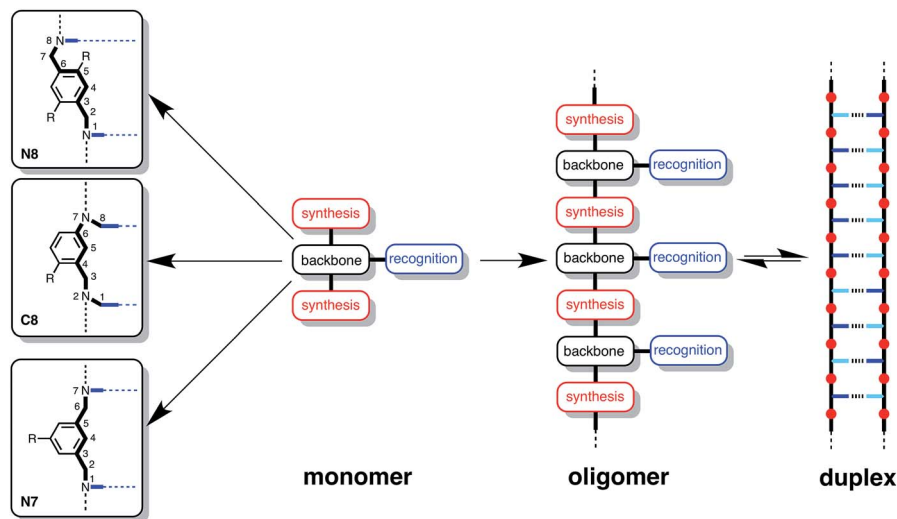 8
N
7
R
6
5
4
3
R
2
1
N
N8
7
N
8
6
5
4
R
3
2
N
1
C8
7
N
6
5
R
4
3
2
1
N
N7
synthesis
backbone
recognition
synthesis
monomer
synthesis
backbone
recognition
synthesis
backbone
recognition
synthesis
backbone
recognition
synthesis
oligomer
duplex